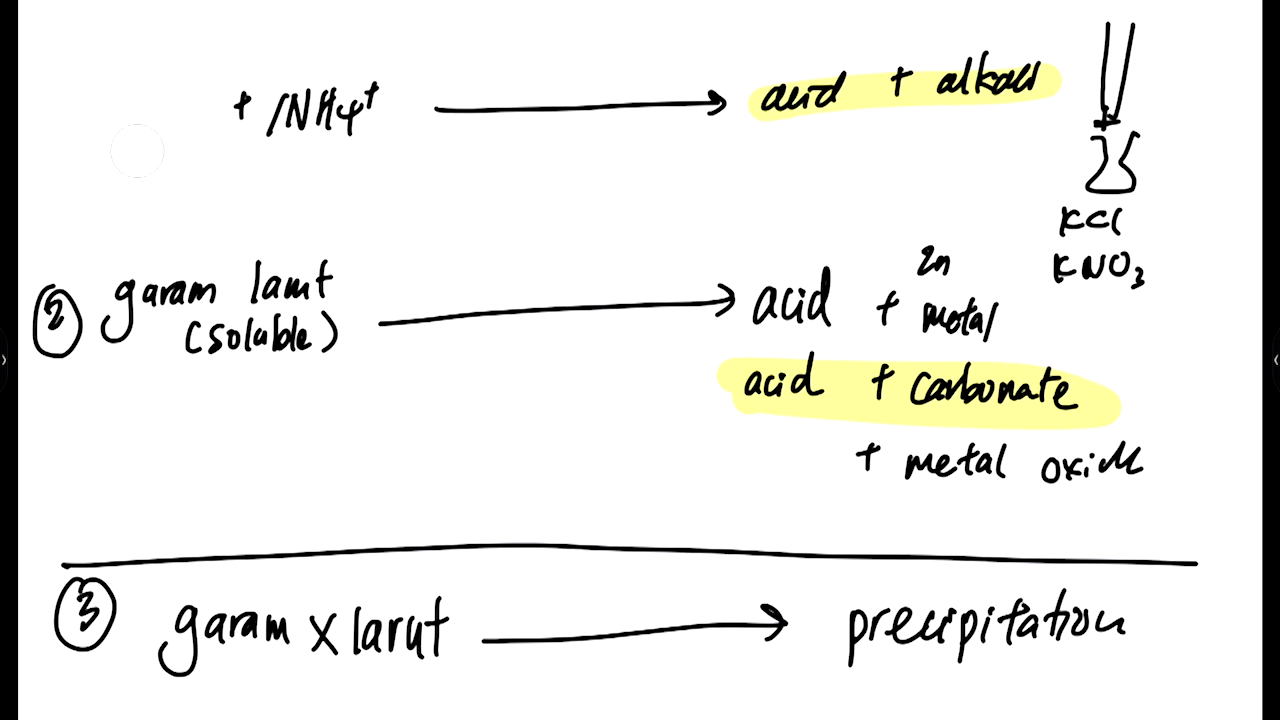 + /NH4+ → acid + alkali
KCl
KNO3
② garam larut → acid + metal
(soluble)
Zn
acid + carbonate
+ metal oxide
③ garam x larut → precipitation